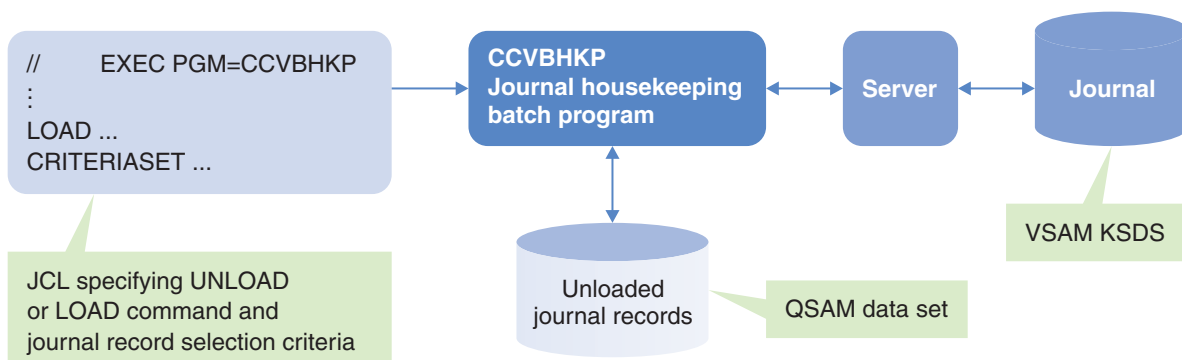 // EXEC PGM=CCVBHKP
:
LOAD ...
CRITERIASET ...
CCVBHKP
Journal housekeeping
batch program
Server
Journal
JCL specifying UNLOAD
or LOAD command and
journal record selection criteria
Unloaded
journal records
QSAM data set
VSAM KSDS